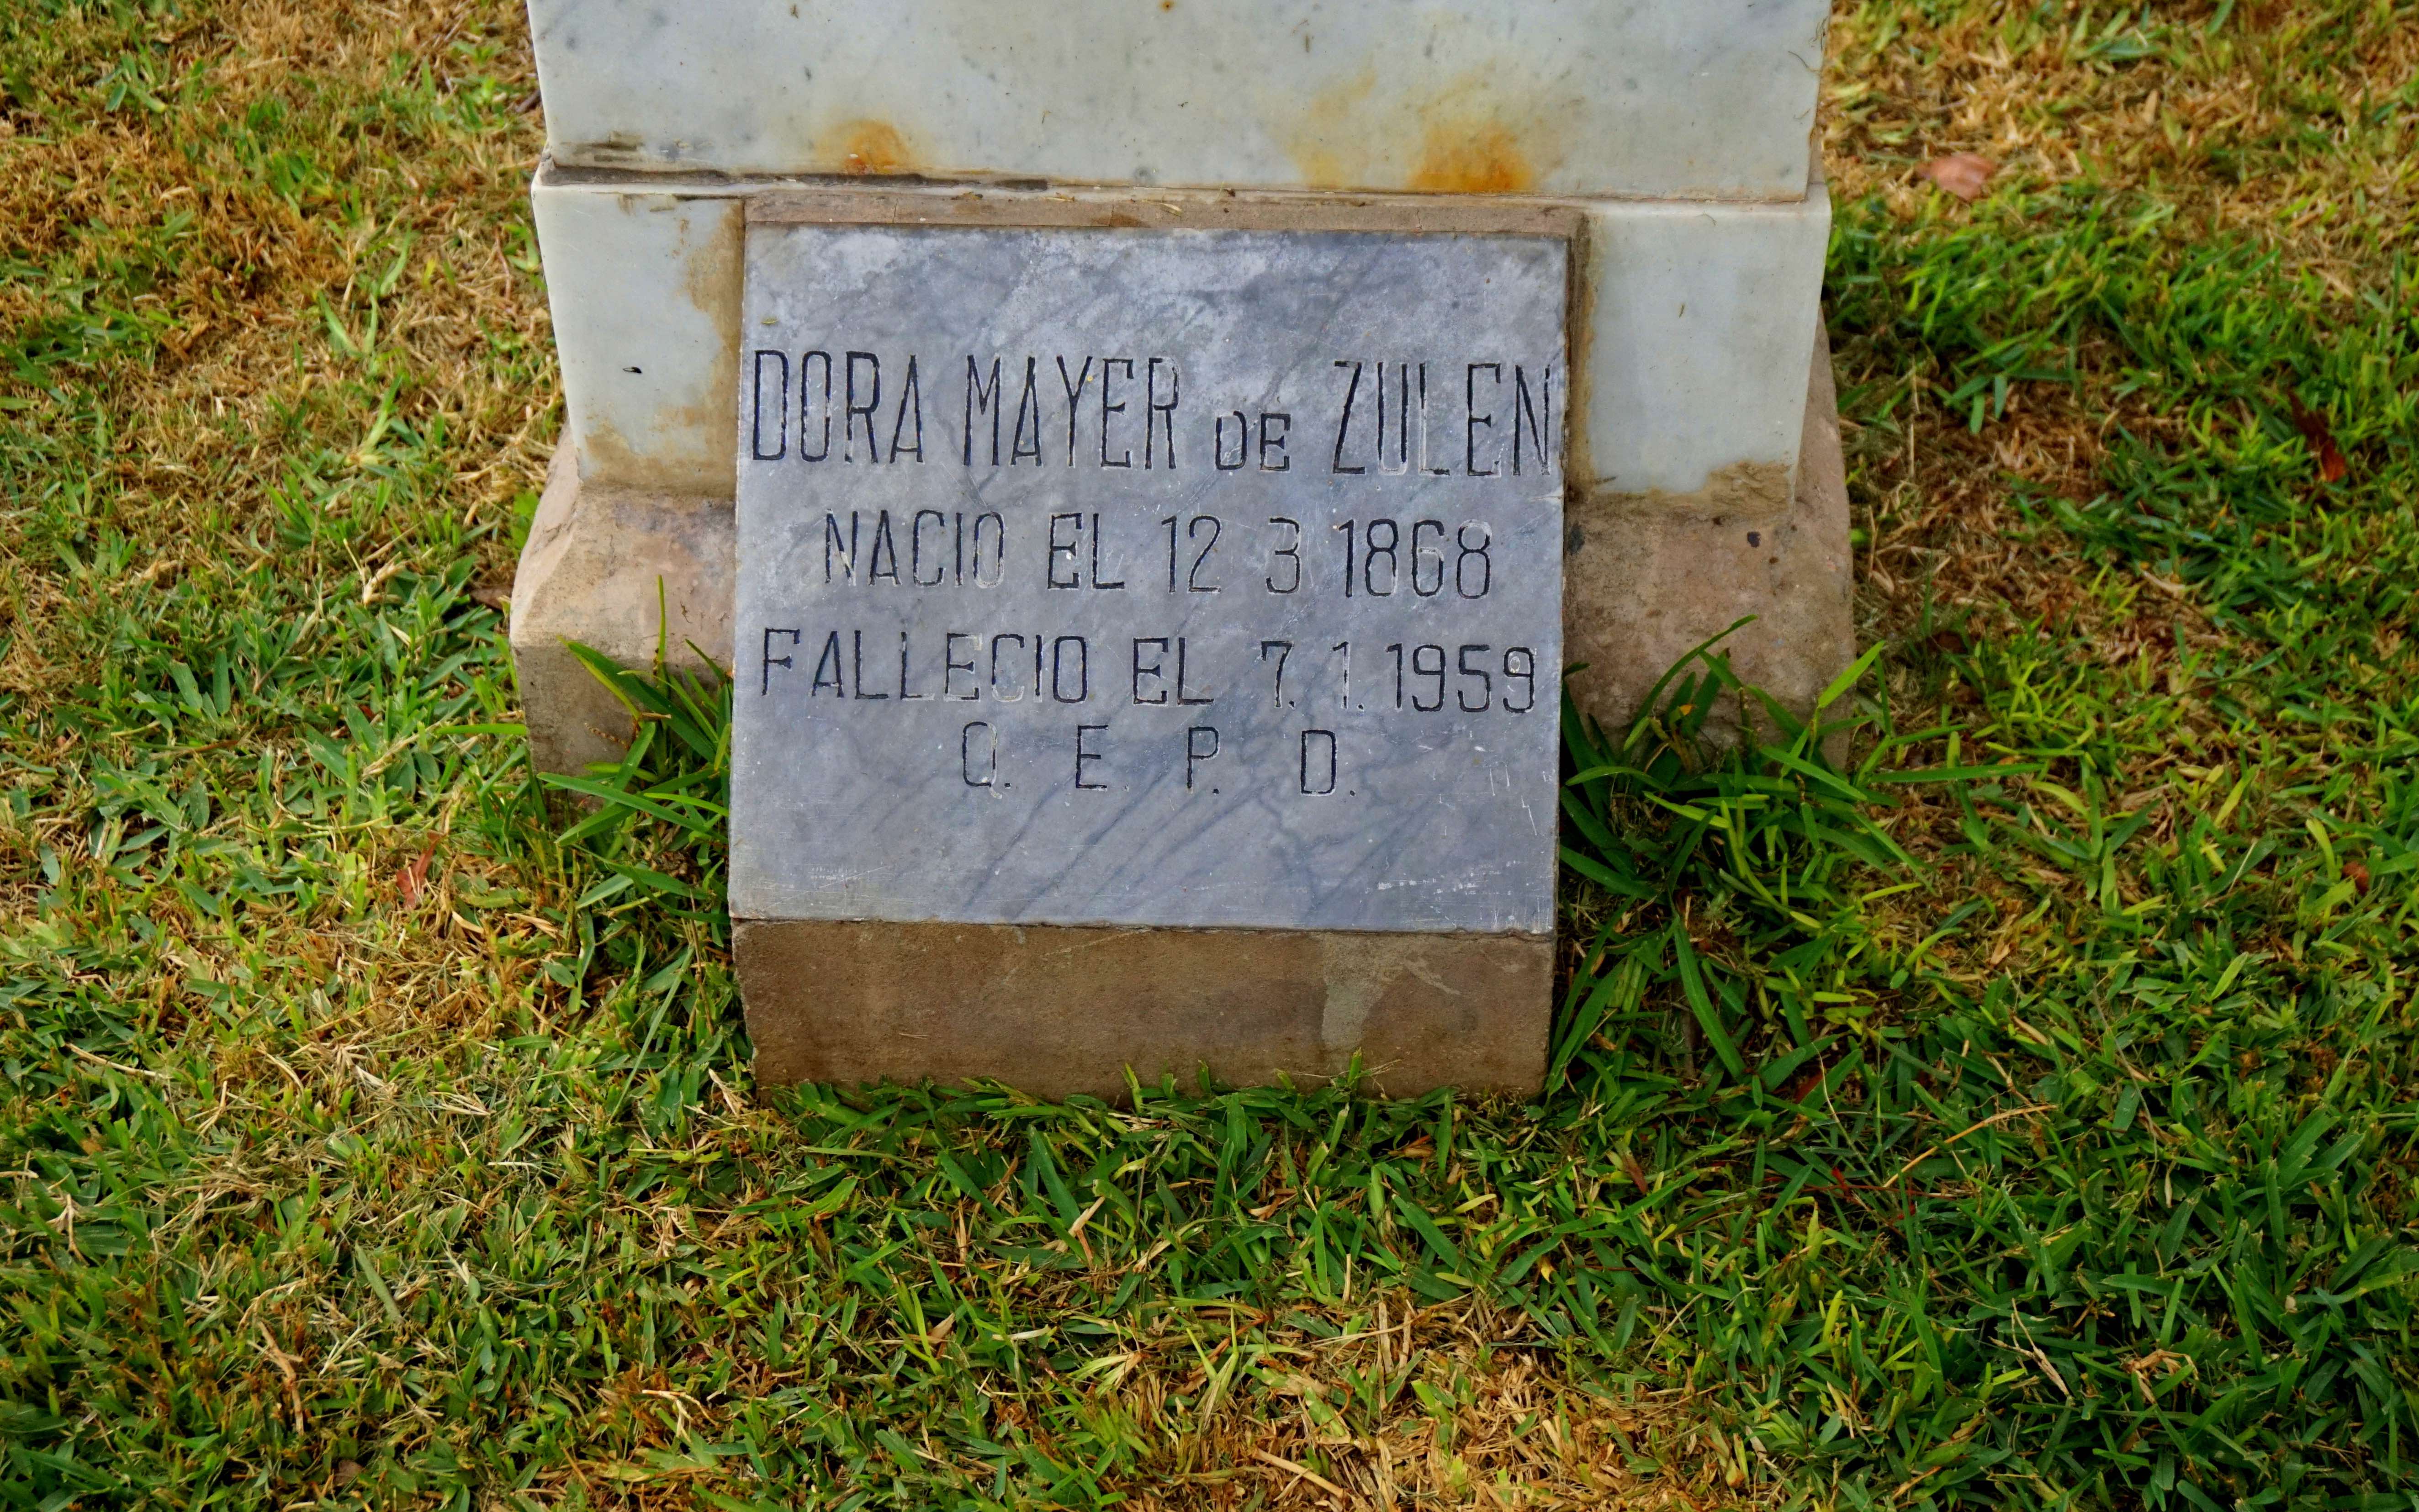 DORA MAYER DE ZULEN
NACIO EL 12 3 1868
FALLECIO EL 7. 1. 1959
Q. E. P. D.